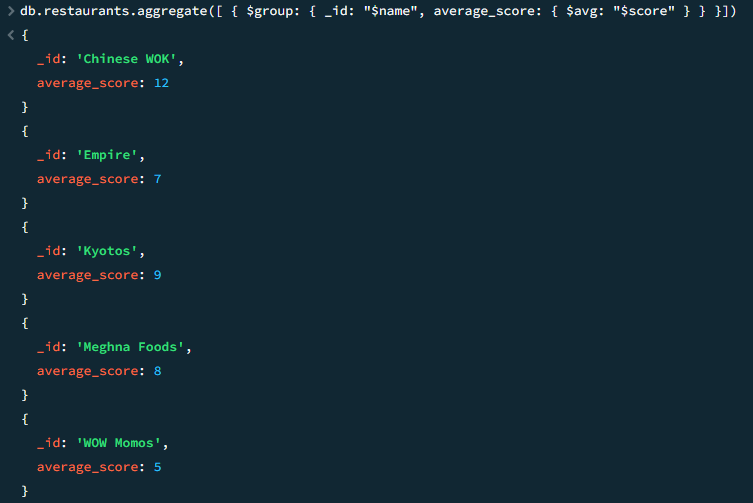 > db.restaurants.aggregate([ { $group: { _id: "$name", average_score: { $avg: "$score" } } }])
< {
_id: 'Chinese WOK',
average_score: 12
}
{
_id: 'Empire',
average_score: 7
}
{
_id: 'Kyotos',
average_score: 9
}
{
_id: 'Meghna Foods',
average_score: 8
}
{
_id: 'WOW Momos',
average_score: 5
}